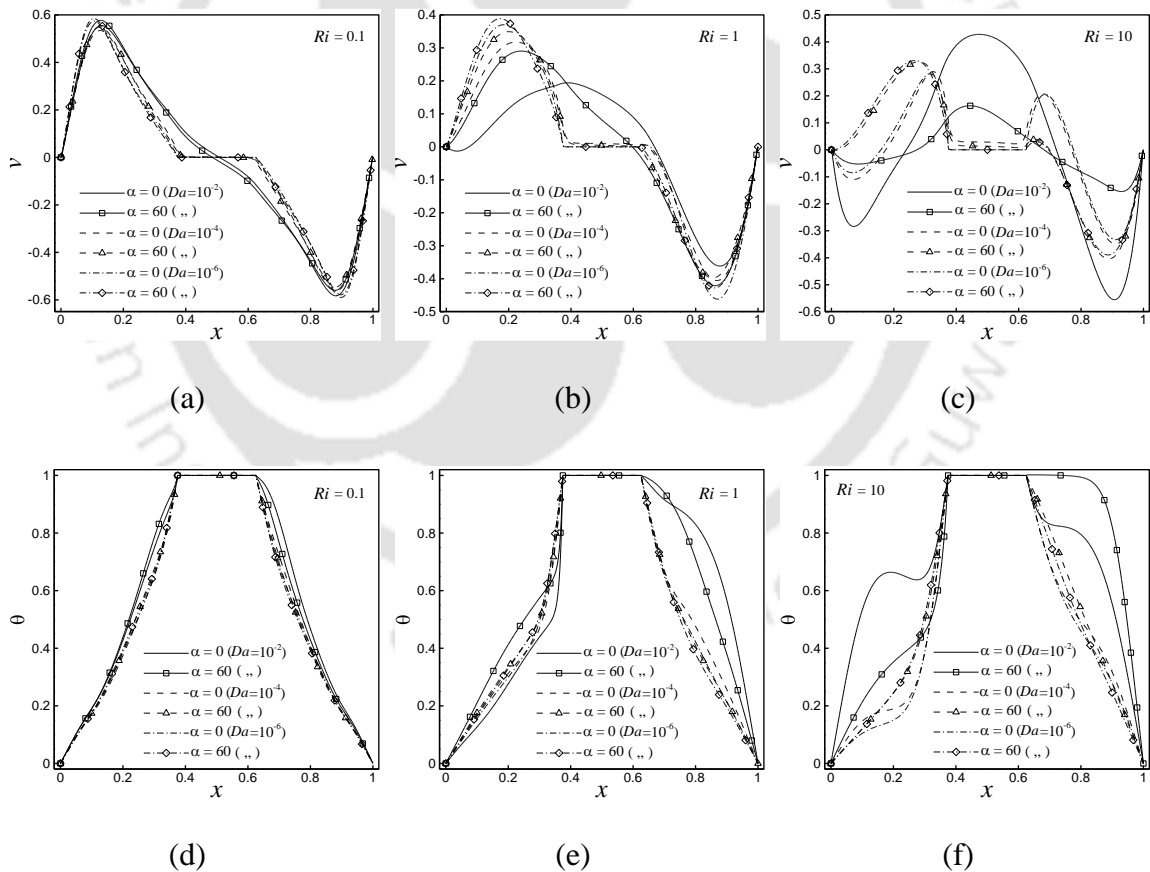 Ri = 0.1
v
0.6
0.4
0.2
0
-0.2
-0.4
-0.6
α = 0 (Da=10-2)
α = 60 ( ,, )
α = 0 (Da=10-4)
α = 60 ( ,, )
α = 0 (Da=10-6)
α = 60 ( ,, )
0 0.2 0.4 0.6 0.8 1
x
(a)
Ri = 1
v
0.4
0.3
0.2
0.1
0
-0.1
-0.2
-0.3
-0.4
-0.5
α = 0 (Da=10-2)
α = 60 ( ,, )
α = 0 (Da=10-4)
α = 60 ( ,, )
α = 0 (Da=10-6)
α = 60 ( ,, )
0 0.2 0.4 0.6 0.8 1
x
(b)
Ri = 10
v
0.5
0.4
0.3
0.2
0.1
0
-0.1
-0.2
-0.3
-0.4
-0.5
-0.6
α = 0 (Da=10-2)
α = 60 ( ,, )
α = 0 (Da=10-4)
α = 60 ( ,, )
α = 0 (Da=10-6)
α = 60 ( ,, )
0 0.2 0.4 0.6 0.8 1
x
(c)
Ri = 0.1
θ
1
0.8
0.6
0.4
0.2
0
α = 0 (Da=10-2)
α = 60 ( ,, )
α = 0 (Da=10-4)
α = 60 ( ,, )
α = 0 (Da=10-6)
α = 60 ( ,, )
0 0.2 0.4 0.6 0.8 1
x
(d)
Ri = 1
θ
1
0.8
0.6
0.4
0.2
0
α = 0 (Da=10-2)
α = 60 ( ,, )
α = 0 (Da=10-4)
α = 60 ( ,, )
α = 0 (Da=10-6)
α = 60 ( ,, )
0 0.2 0.4 0.6 0.8 1
x
(e)
Ri = 10
θ
1
0.8
0.6
0.4
0.2
0
α = 0 (Da=10-2)
α = 60 ( ,, )
α = 0 (Da=10-4)
α = 60 ( ,, )
α = 0 (Da=10-6)
α = 60 ( ,, )
0 0.2 0.4 0.6 0.8 1
x
(f)